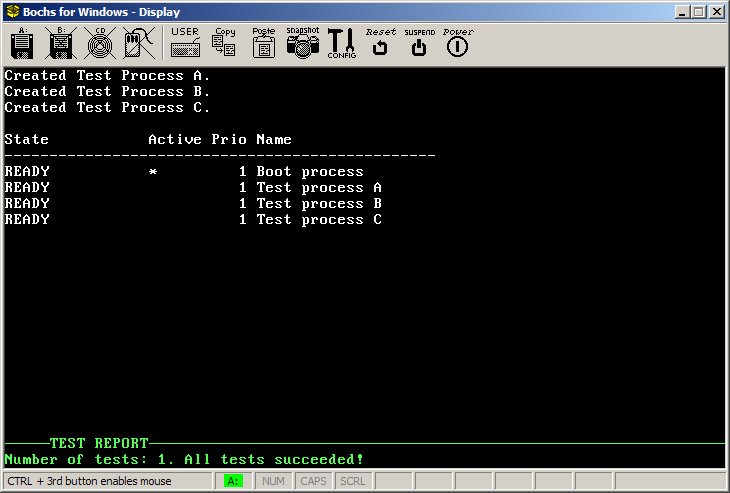 Bochs for Windows - Display
A: B: CD USER Copy Paste snapshot CONFIG Reset SUSPEND Power
Created Test Process A.
Created Test Process B.
Created Test Process C.
State Active Prio Name
------------------------------------------------
READY * 1 Boot process
READY 1 Test process A
READY 1 Test process B
READY 1 Test process C
TEST REPORT
Number of tests: 1. All tests succeeded!
CTRL + 3rd button enables mouse A: NUM CAPS SCRL